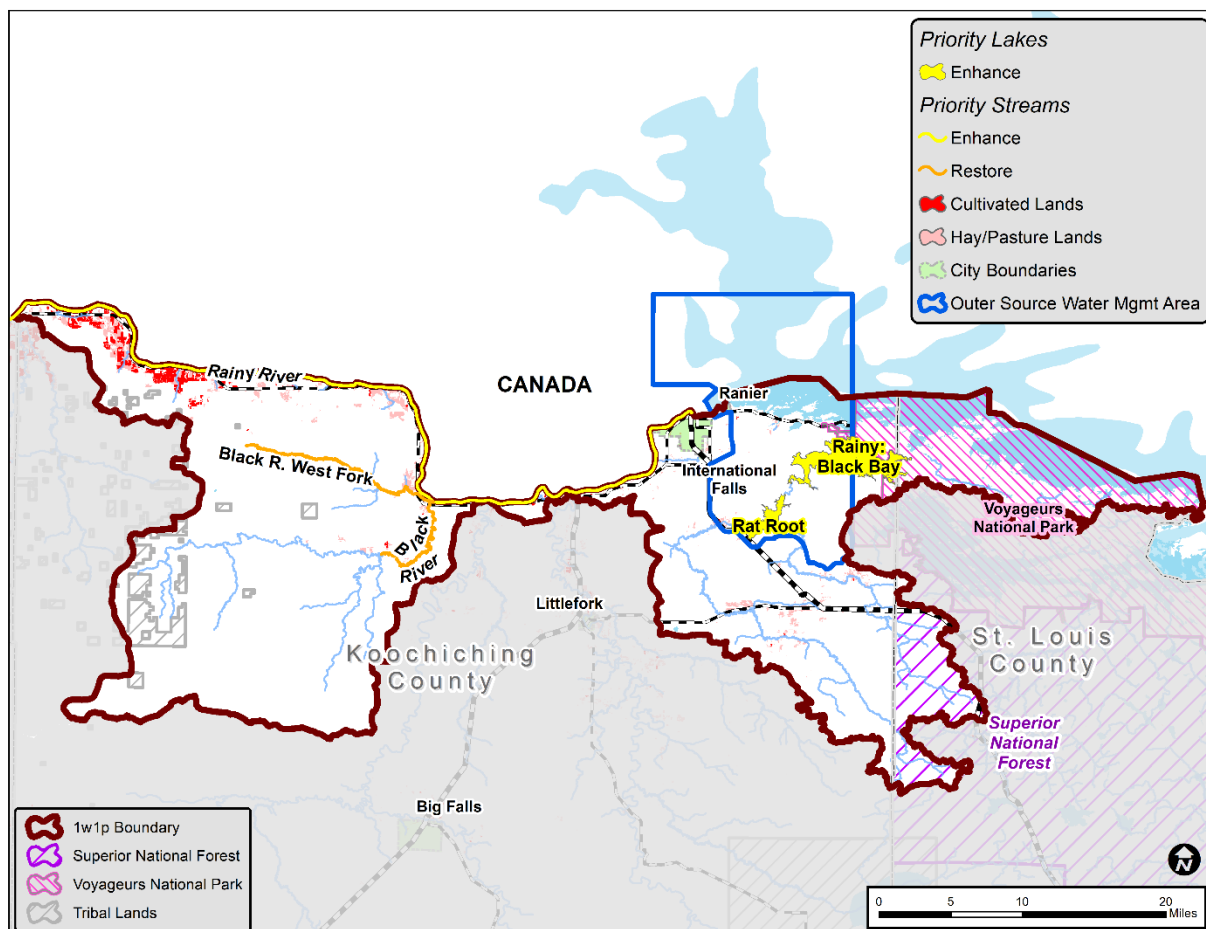 Priority Lakes
Enhance
Priority Streams
Enhance
Restore
Cultivated Lands
Hay/Pasture Lands
City Boundaries
Outer Source Water Mgmt Area
Rainy River
CANADA
Ranier
Black R. West Fork
International
Falls
Rainy:
Black Bay
Rat Root
Voyageurs
National Park
Black
River
Littlefork
Koochiching
County
St. Louis
County
Superior
National
Forest
Big Falls
1w1p Boundary
Superior National Forest
Voyageurs National Park
Tribal Lands
N
0 5 10 20
Miles